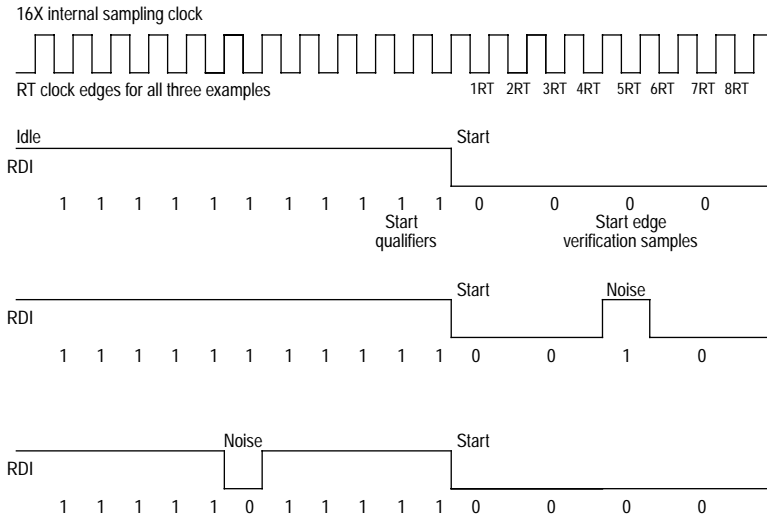 16X internal sampling clock
RT clock edges for all three examples
1RT 2RT 3RT 4RT 5RT 6RT 7RT 8RT
Idle Start
RDI
1 1 1 1 1 1 1 1 1 1 1 0 0 0 0
Start qualifiers
Start edge verification samples
Start Noise
RDI
1 1 1 1 1 1 1 1 1 1 1 0 0 1 0
Noise Start
RDI
1 1 1 1 1 0 1 1 1 1 1 0 0 0 0